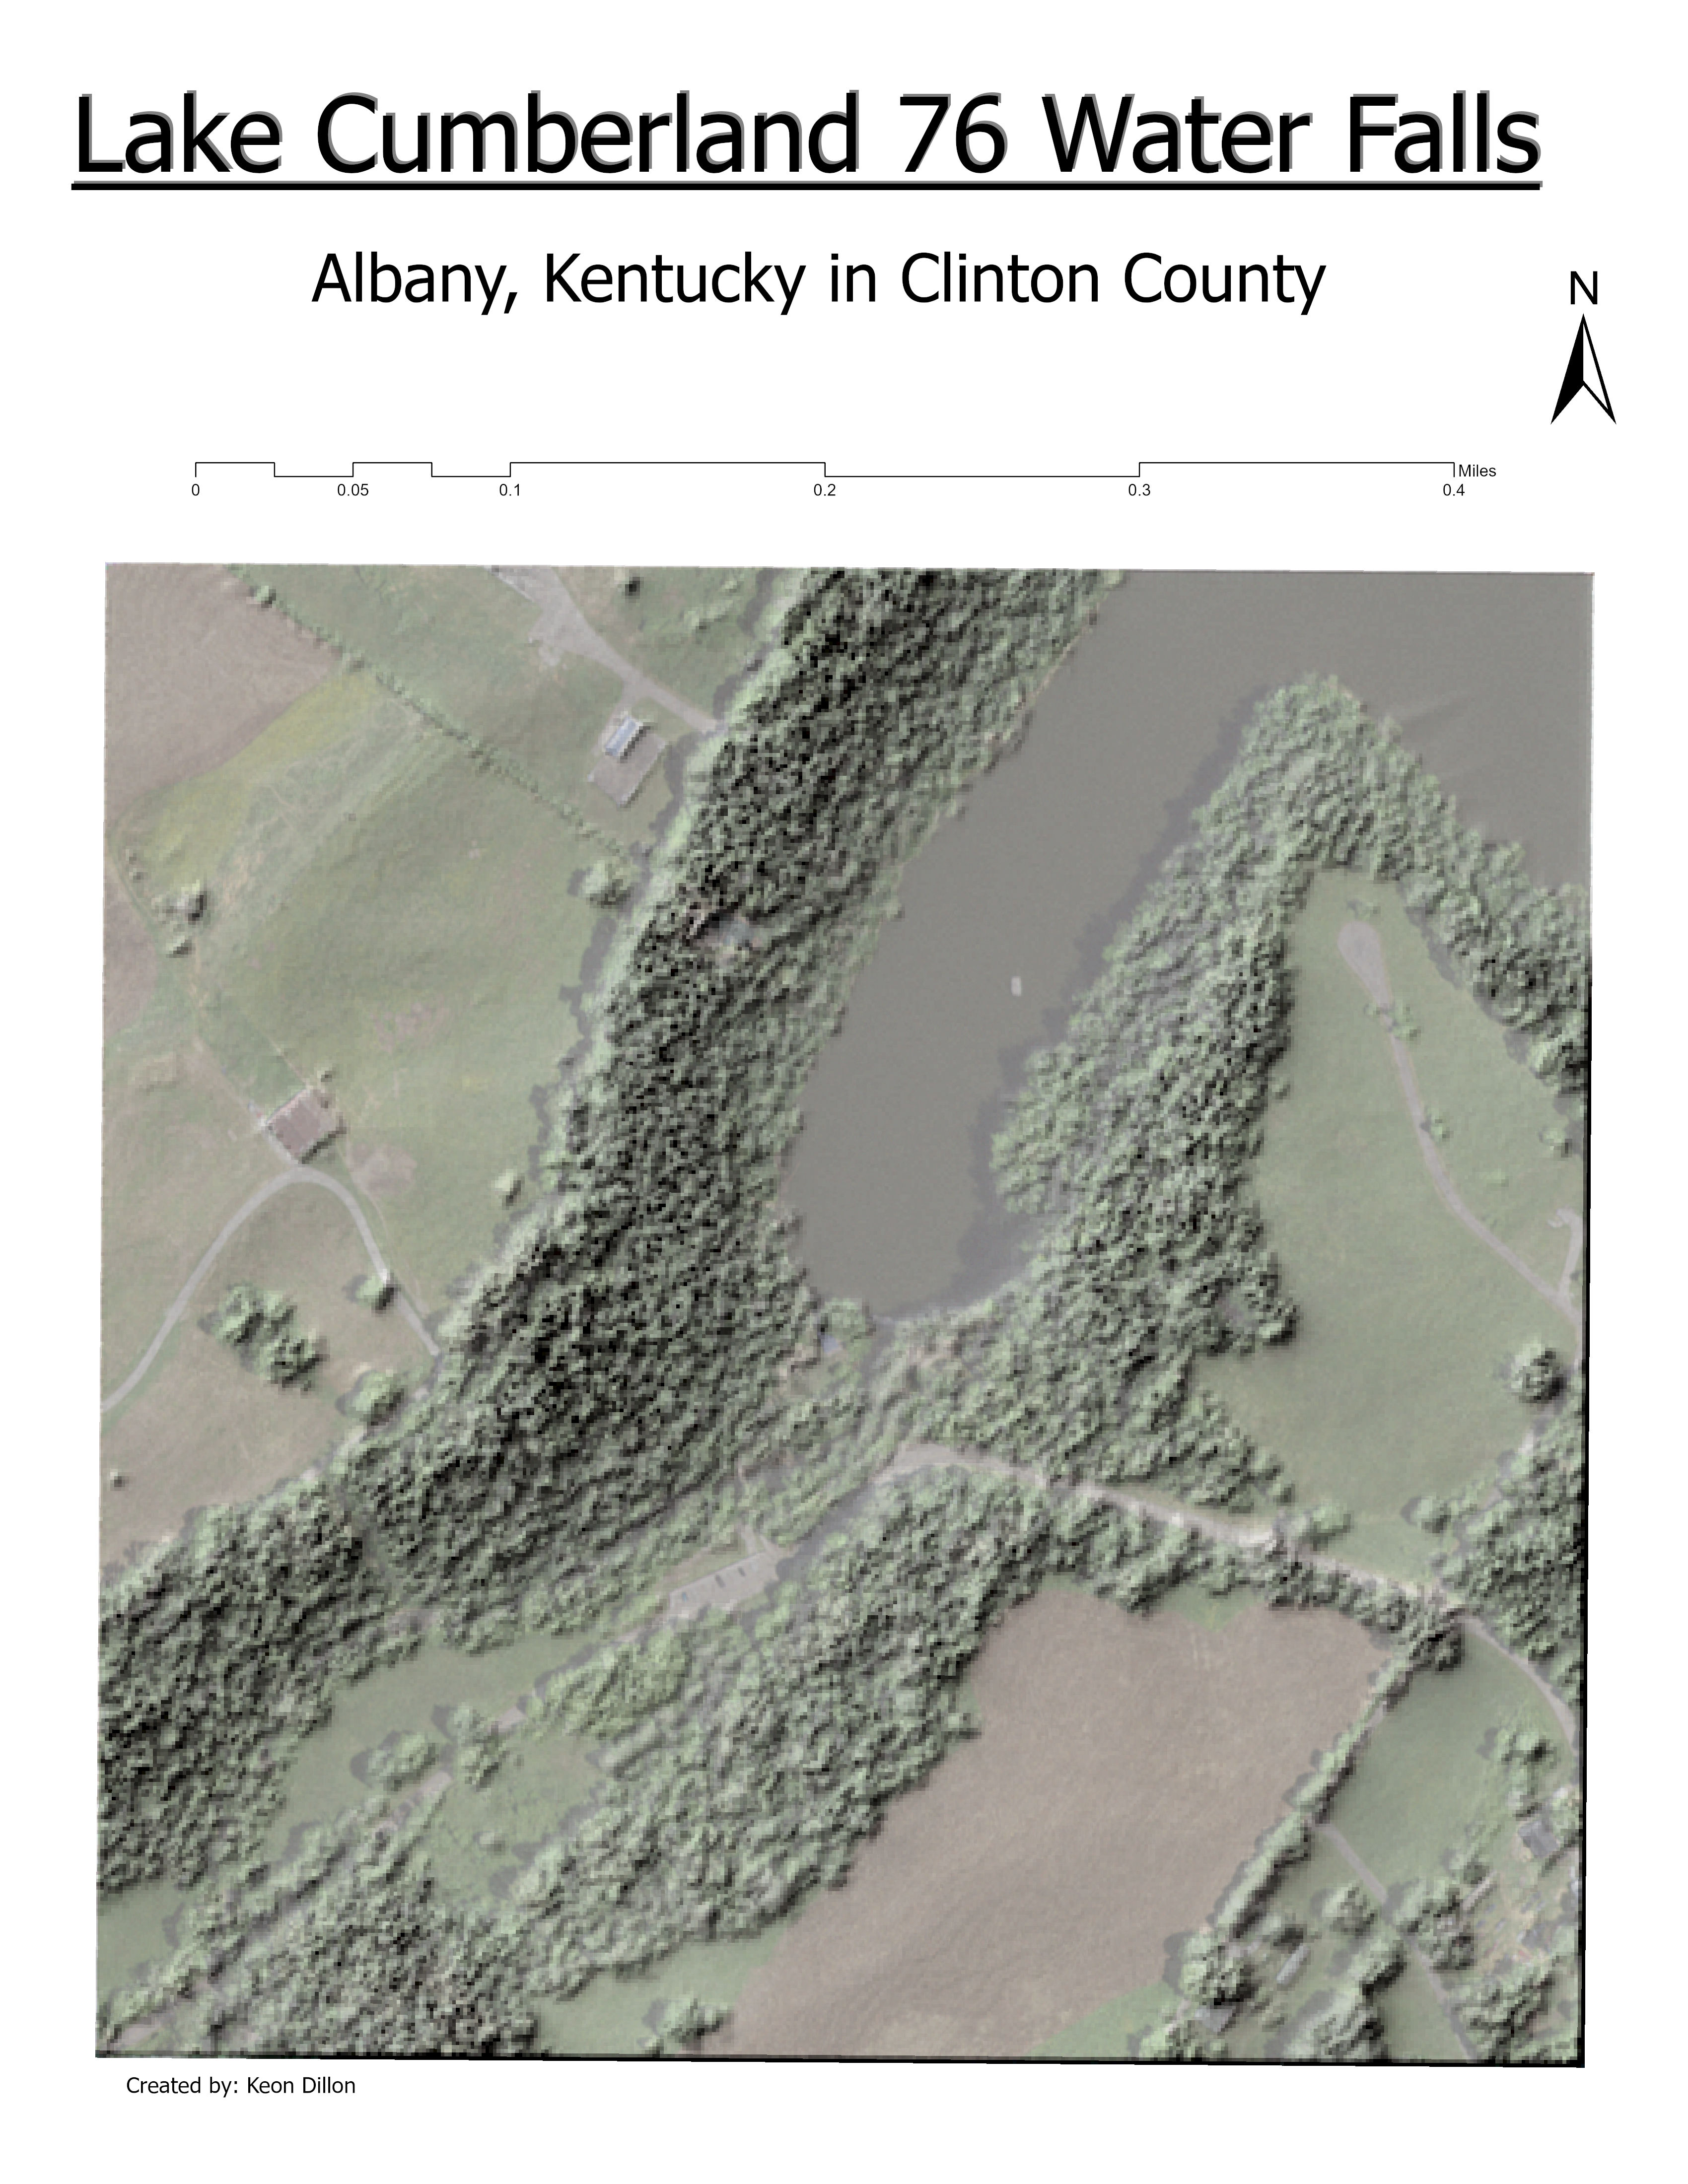 Lake Cumberland 76 Water Falls
Albany, Kentucky in Clinton County
N
Miles
0 0.05 0.1 0.2 0.3 0.4
Created by: Keon Dillon